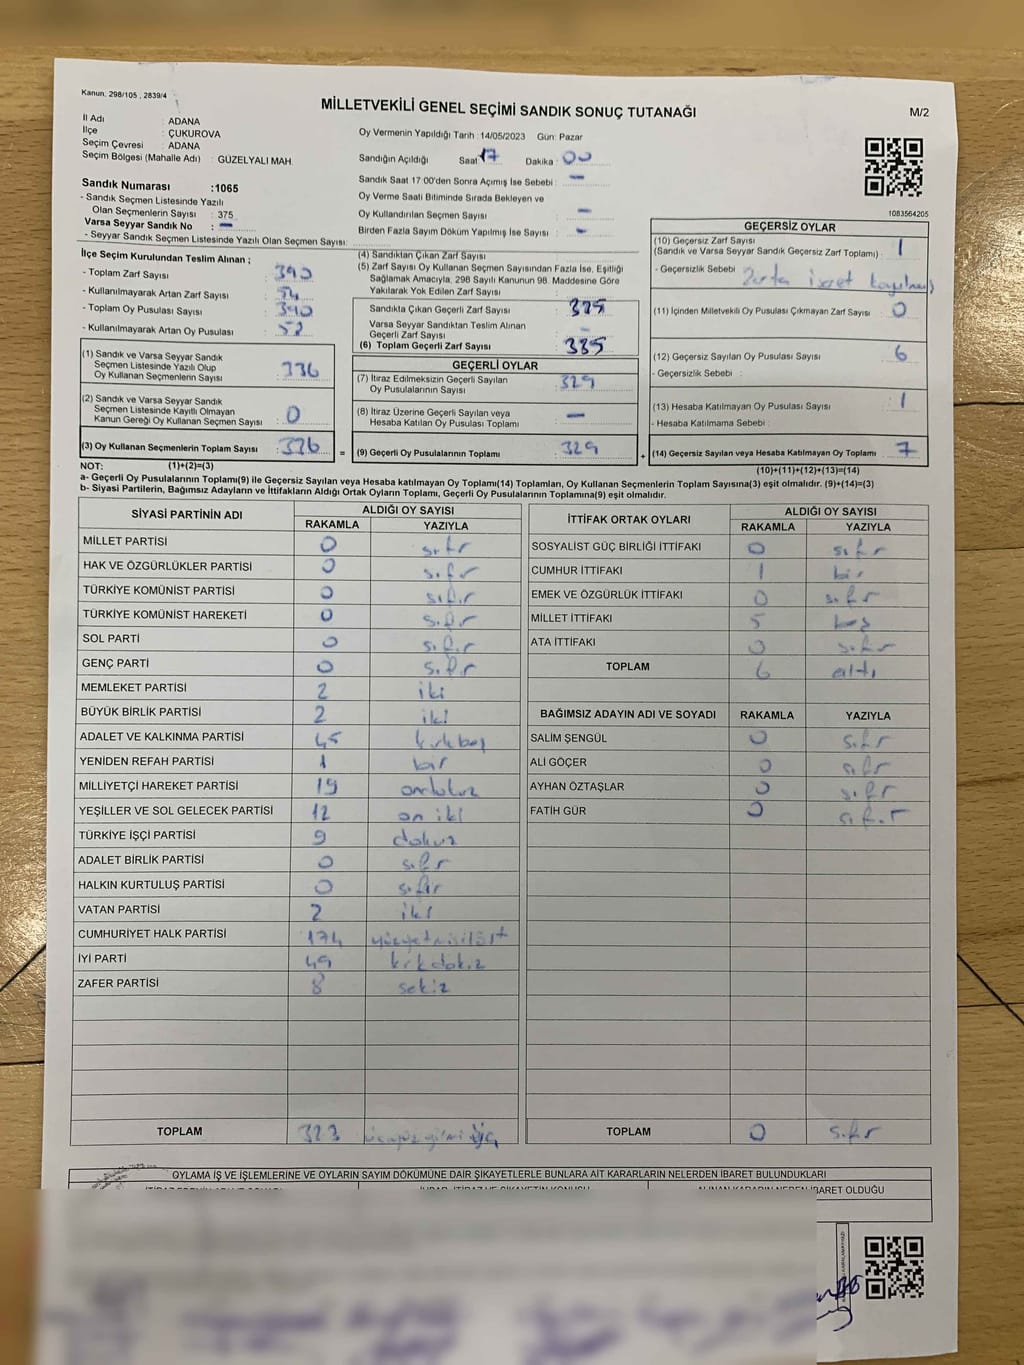 Kanun: 298/105 , 2839/4
MİLLETVEKİLİ GENEL SEÇİMİ SANDIK SONUÇ TUTANAĞI
M/2
İl Adı : ADANA
İlçe : ÇUKUROVA
Seçim Çevresi : ADANA
Seçim Bölgesi (Mahalle Adı) : GÜZELYALI MAH.
Sandık Numarası :1065
- Sandık Seçmen Listesinde Yazılı
Olan Seçmenlerin Sayısı : 375
Varsa Seyyar Sandık No : –
- Seyyar Sandık Seçmen Listesinde Yazılı Olan Seçmen Sayısı:
Oy Vermenin Yapıldığı Tarih :14/05/2023 Gün: Pazar
Sandığın Açıldığı Saat 17 Dakika : 00
Sandık Saat 17:00'den Sonra Açımış İse Sebebi : –
Oy Verme Saati Bitiminde Sırada Bekleyen ve
Oy Kullandırılan Seçmen Sayısı : –
Birden Fazla Sayım Döküm Yapılmış İse Sayısı : –
1083564205
İlçe Seçim Kurulundan Teslim Alınan ;
- Toplam Zarf Sayısı : 390
- Kullanılmayarak Artan Zarf Sayısı : 54
- Toplam Oy Pusulası Sayısı : 390
- Kullanılmayarak Artan Oy Pusulası :
(1) Sandık ve Varsa Seyyar Sandık
Seçmen Listesinde Yazılı Olup
Oy Kullanan Seçmenlerin Sayısı : 336
(2) Sandık ve Varsa Seyyar Sandık
Seçmen Listesinde Kayıtlı Olmayan
Kanun Gereği Oy Kullanan Seçmen Sayısı : 0
(3) Oy Kullanan Seçmenlerin Toplam Sayısı : 336
(4) Sandıktan Çıkan Zarf Sayısı :
(5) Zarf Sayısı Oy Kullanan Seçmen Sayısından Fazla İse, Eşitliği
Sağlamak Amacıyla, 298 Sayılı Kanunun 98. Maddesine Göre
Yakılarak Yok Edilen Zarf Sayısı :
Sandıkta Çıkan Geçerli Zarf Sayısı : 335
Varsa Seyyar Sandıktan Teslim Alınan
Geçerli Zarf Sayısı : –
(6) Toplam Geçerli Zarf Sayısı : 335
GEÇERLİ OYLAR
(7) İtiraz Edilmeksizin Geçerli Sayılan
Oy Pusulalarının Sayısı : 329
(8) İtiraz Üzerine Geçerli Sayılan veya
Hesaba Katılan Oy Pusulası Toplamı : –
= (9) Geçerli Oy Pusulalarının Toplamı : 329
GEÇERSİZ OYLAR
(10) Geçersiz Zarf Sayısı
(Sandık ve Varsa Seyyar Sandık Geçersiz Zarf Toplamı) : 1
- Geçersizlik Sebebi : Zarfa işaret
(11) İçinden Milletvekili Oy Pusulası Çıkmayan Zarf Sayısı : 0
(12) Geçersiz Sayılan Oy Pusulası Sayısı : 6
- Geçersizlik Sebebi :
(13) Hesaba Katılmayan Oy Pusulası Sayısı : 1
- Hesaba Katılmama Sebebi :
+ (14) Geçersiz Sayılan veya Hesaba Katılmayan Oy Toplamı : 7
NOT: (1)+(2)=(3)
(10)+(11)+(12)+(13)=(14)
a- Geçerli Oy Pusulasının Toplamı(9) ile Geçersiz Sayılan veya Hesaba katılmayan Oy Toplamı(14) Toplamları, Oy Kullanan Seçmenlerin Toplam Sayısına(3) eşit olmalıdır. (9)+(14)=(3)
b- Siyasi Partilerin, Bağımsız Adayların ve İttifakların Aldığı Ortak Oyların Toplamı, Geçerli Oy Pusulalarının Toplamına(9) eşit olmalıdır.
SİYASİ PARTİNİN ADI ALDIĞI OY SAYISI
RAKAMLA YAZIYLA
MİLLET PARTİSİ 0 sıfır
HAK VE ÖZGÜRLÜKLER PARTİSİ 0 sıfır
TÜRKİYE KOMÜNİST PARTİSİ 0 sıfır
TÜRKİYE KOMÜNİST HAREKETİ 0 sıfır
SOL PARTİ 0 sıfır
GENÇ PARTİ 0 sıfır
MEMLEKET PARTİSİ 2 iki
BÜYÜK BİRLİK PARTİSİ 2 iki
ADALET VE KALKINMA PARTİSİ 45 kırkbeş
YENİDEN REFAH PARTİSİ 1 bir
MİLLİYETÇİ HAREKET PARTİSİ 19 ondokuz
YEŞİLLER VE SOL GELECEK PARTİSİ 12 on iki
TÜRKİYE İŞÇİ PARTİSİ 9 dokuz
ADALET BİRLİK PARTİSİ 0 sıfır
HALKIN KURTULUŞ PARTİSİ 0 sıfır
VATAN PARTİSİ 2 iki
CUMHURİYET HALK PARTİSİ 174
İYİ PARTİ 49 kırkdokuz
ZAFER PARTİSİ 8 sekiz
TOPLAM 323 üçyüz yirmi üç
İTTİFAK ORTAK OYLARI ALDIĞI OY SAYISI
RAKAMLA YAZIYLA
SOSYALİST GÜÇ BİRLİĞİ İTTİFAKI 0 sıfır
CUMHUR İTTİFAKI 1 bir
EMEK VE ÖZGÜRLÜK İTTİFAKI 0 sıfır
MİLLET İTTİFAKI 5 beş
ATA İTTİFAKI 0 sıfır
TOPLAM 6 altı
BAĞIMSIZ ADAYIN ADI VE SOYADI RAKAMLA YAZIYLA
SALİM ŞENGÜL 0 sıfır
ALİ GÖÇER 0 sıfır
AYHAN ÖZTAŞLAR 0 sıfır
FATİH GÜR 0 sıfır
TOPLAM 0 sıfır
OYLAMA İŞ VE İŞLEMLERİNE VE OYLARIN SAYIM DÖKÜMÜNE DAİR ŞİKAYETLERLE BUNLARA AİT KARARLARIN NELERDEN İBARET BULUNDUKLARI
İBARET OLDUĞU